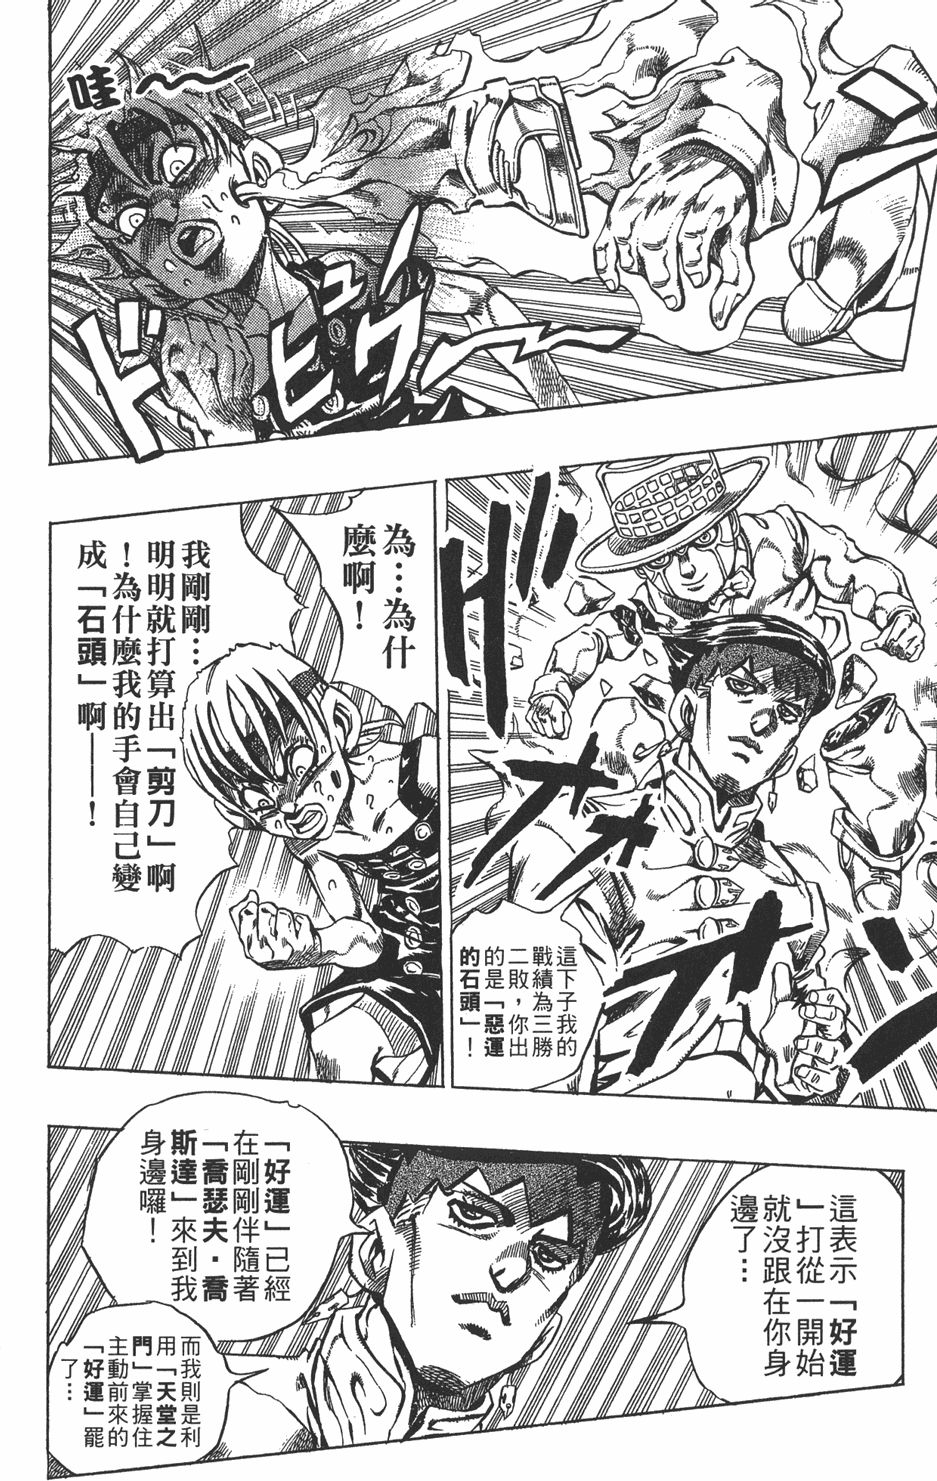 哇～～
ドヒュウ～～
ドドド
オオオ
這下子我的
戰績為三勝
二敗，你出
的是「惡運
的石頭」！
為…為什
麼啊！
我剛剛…
明明就打算出「剪刀」啊
！為什麼我的手會自己變
成「石頭」啊——！
這表示「好運
」打從一開始
就沒跟在你身
邊了…
「好運」已經
在剛剛伴隨著
「喬瑟夫・喬
斯達」來到我
身邊囉！
而我則是利
用「天堂之
門」掌握住
主動前來的
「好運」罷
了…